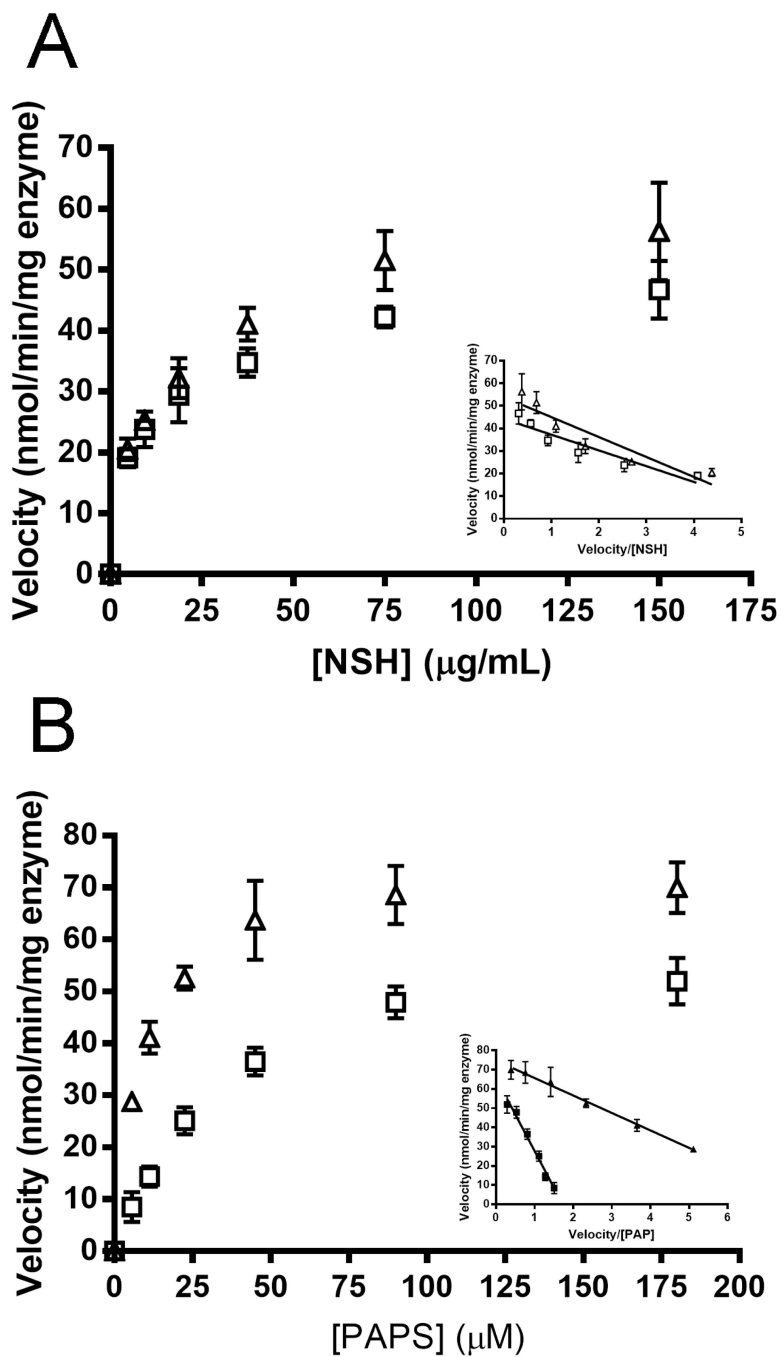 A
Velocity (nmol/min/mg enzyme)
70
60
50
40
30
20
10
0
0 25 50 75 100 125 150 175
[NSH] (μg/mL)
Velocity (nmol/min/mg enzyme)
70
60
50
40
30
20
10
0
0 1 2 3 4 5
Velocity/[NSH]
B
Velocity (nmol/min/mg enzyme)
80
70
60
50
40
30
20
10
0
0 25 50 75 100 125 150 175 200
[PAPS] (μM)
Velocity (nmol/min/mg enzyme)
80
70
60
50
40
30
20
10
0
0 1 2 3 4 5 6
Velocity/[PAP]